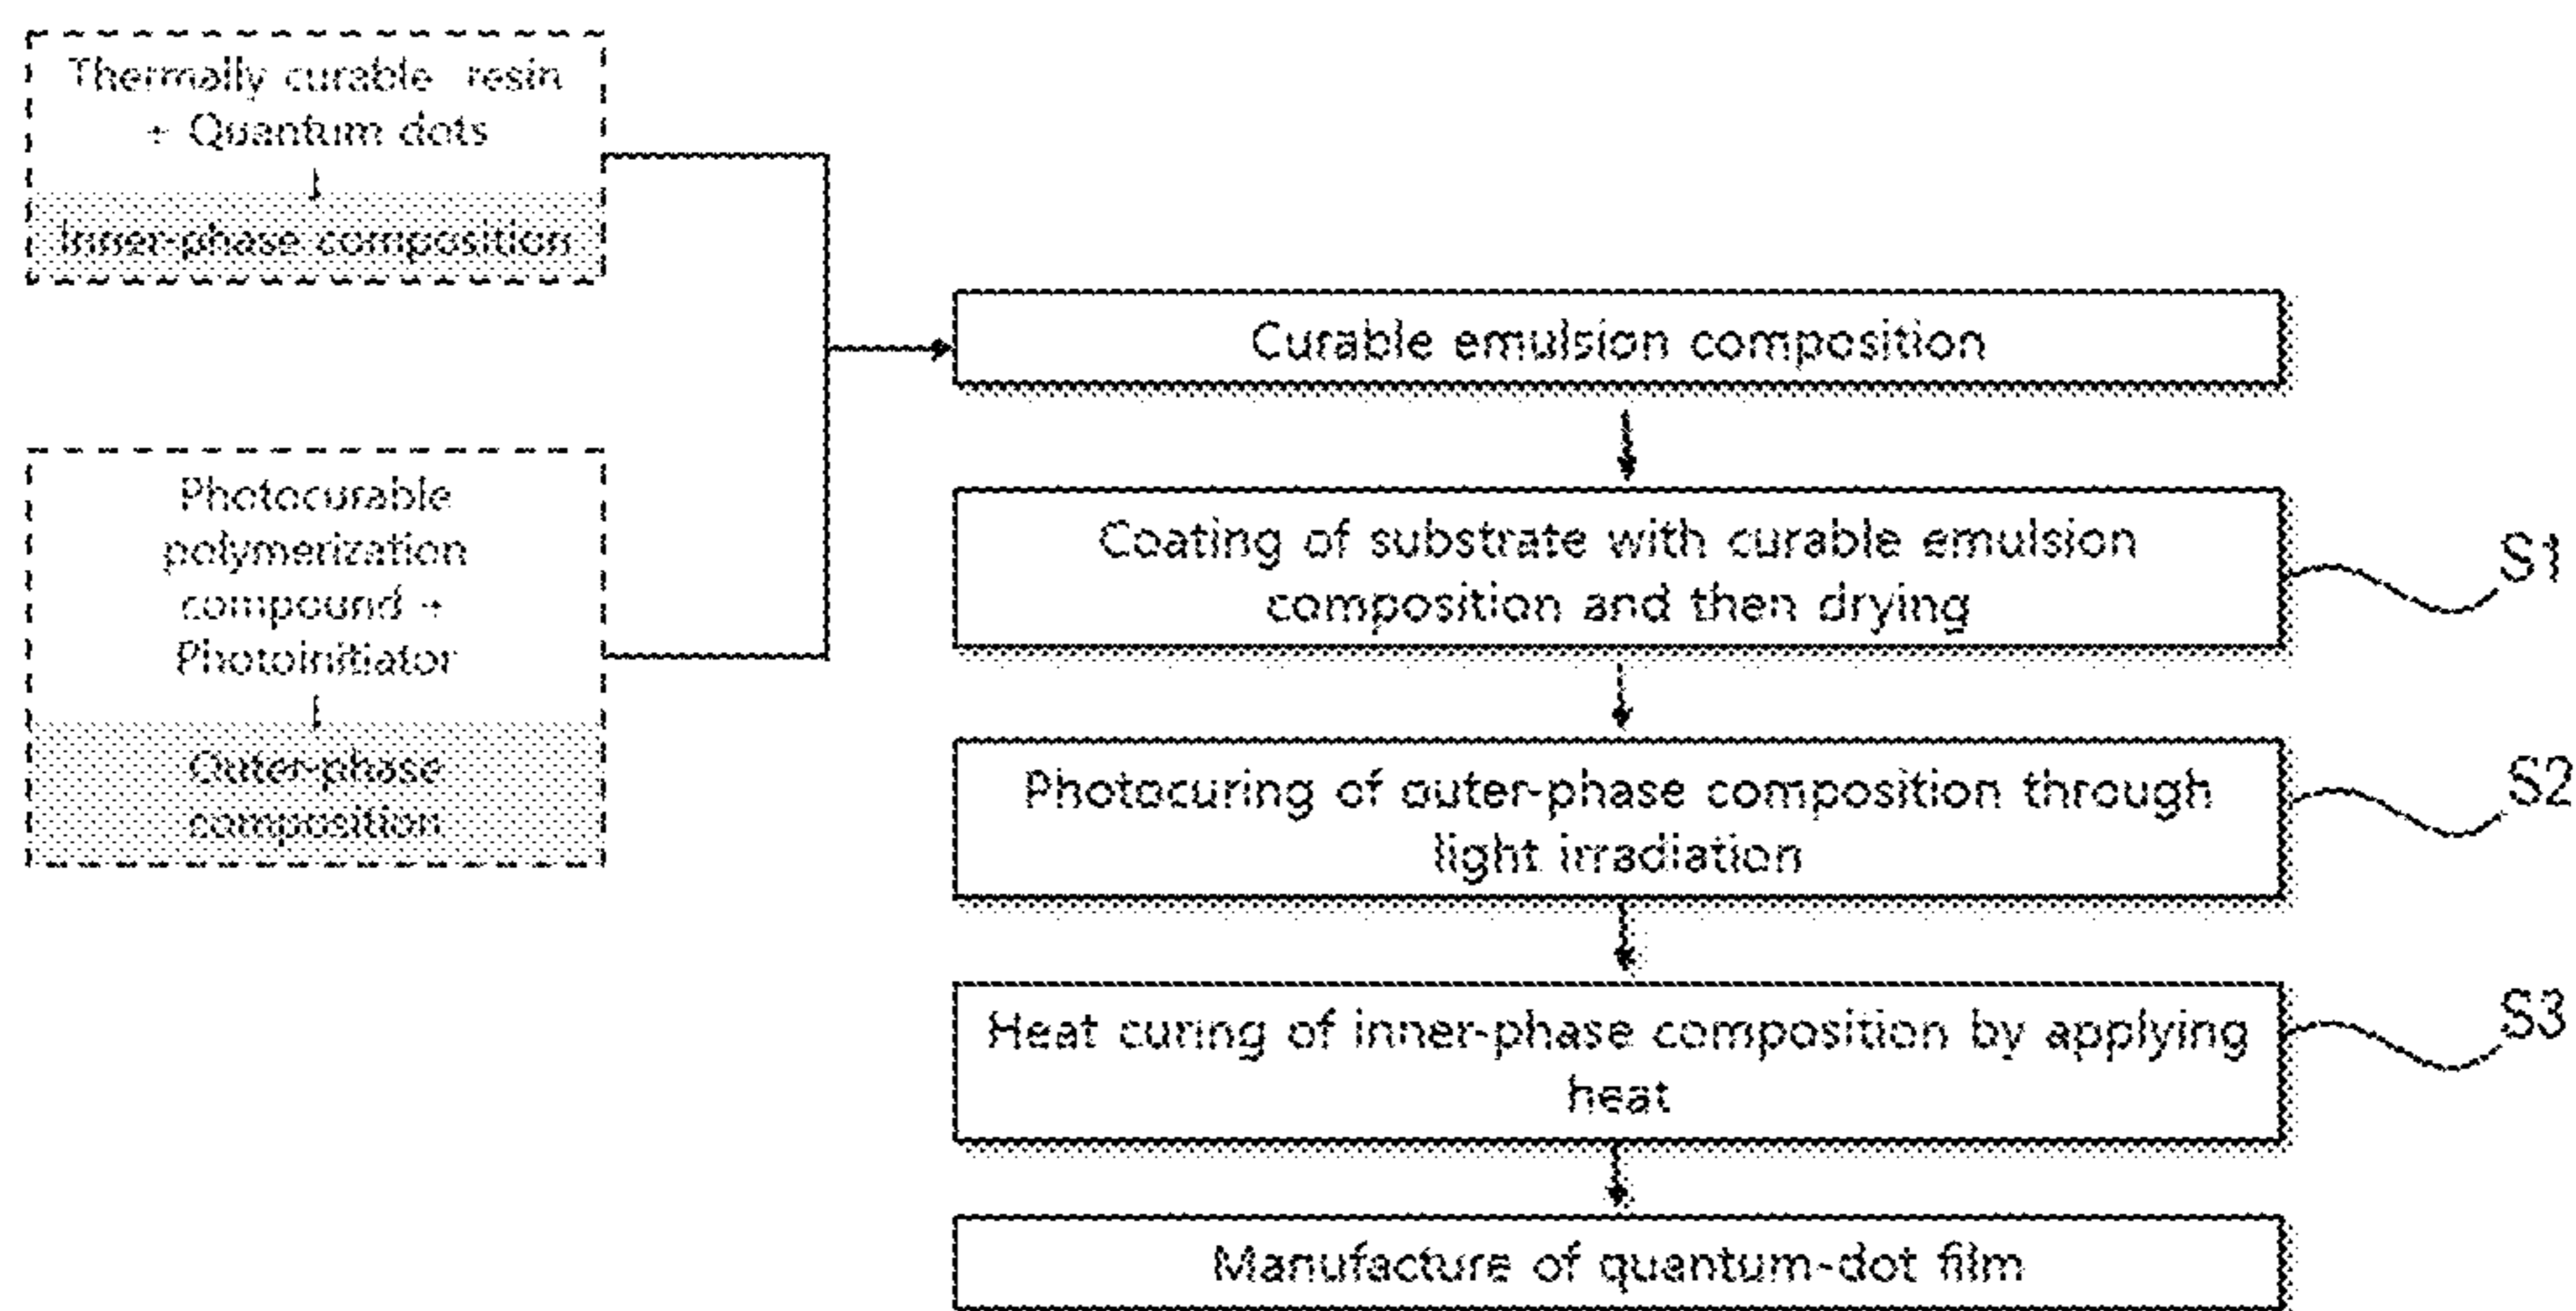 Thermally curable resin
+ Quantum dots
Inner-phase composition
Photocurable
polymerization
compound +
Photoinitiator
Outer-phase
composition
Curable emulsion composition
Coating of substrate with curable emulsion
composition and then drying
S1
Photocuring of outer-phase composition through
light irradiation
S2
Heat curing of inner-phase composition by applying
heat
S3
Manufacture of quantum-dot film